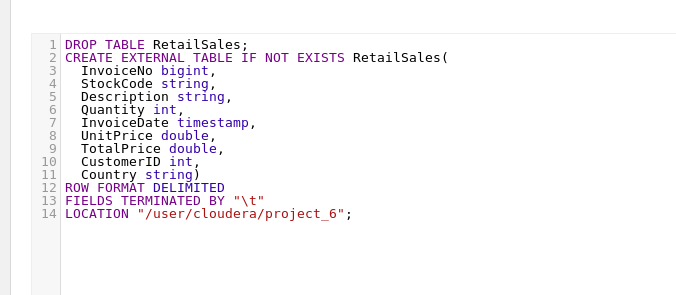 1 DROP TABLE RetailSales;
2 CREATE EXTERNAL TABLE IF NOT EXISTS RetailSales(
3   InvoiceNo bigint,
4   StockCode string,
5   Description string,
6   Quantity int,
7   InvoiceDate timestamp,
8   UnitPrice double,
9   TotalPrice double,
10   CustomerID int,
11   Country string)
12 ROW FORMAT DELIMITED
13 FIELDS TERMINATED BY "\t"
14 LOCATION "/user/cloudera/project_6";